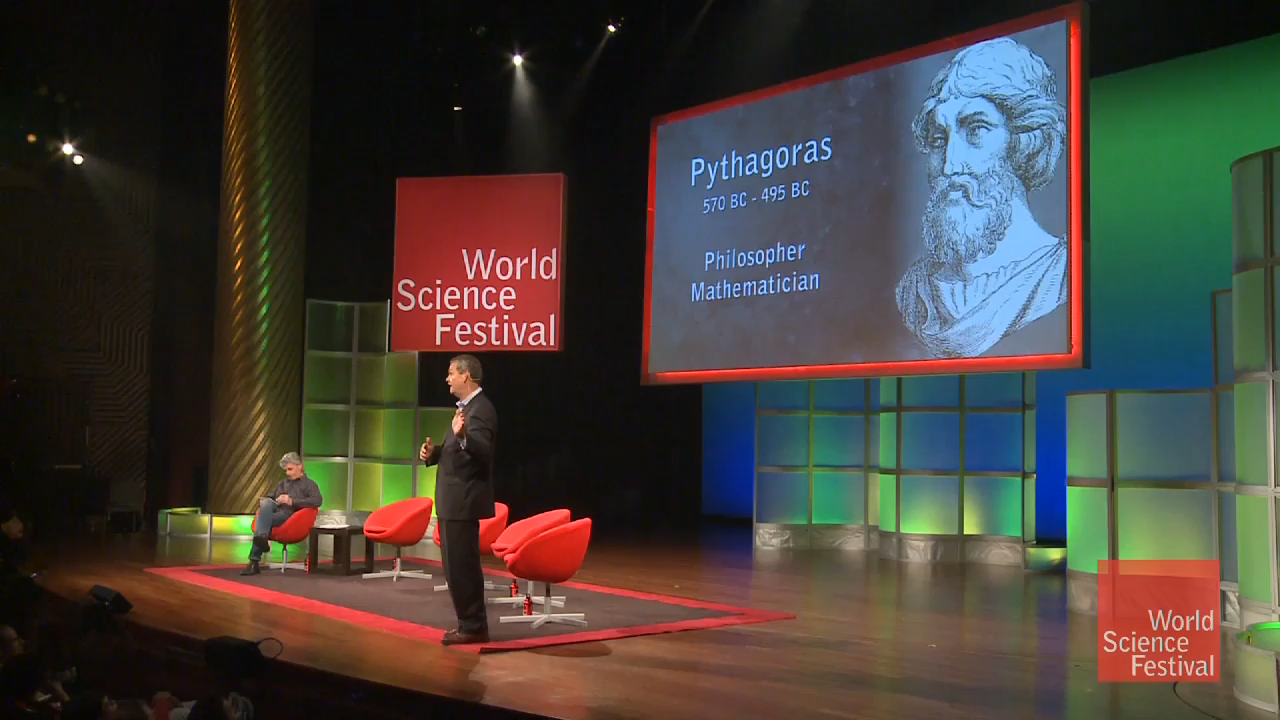 World
Science
Festival
Pythagoras
570 BC - 495 BC
Philosopher
Mathematician
World
Science
Festival